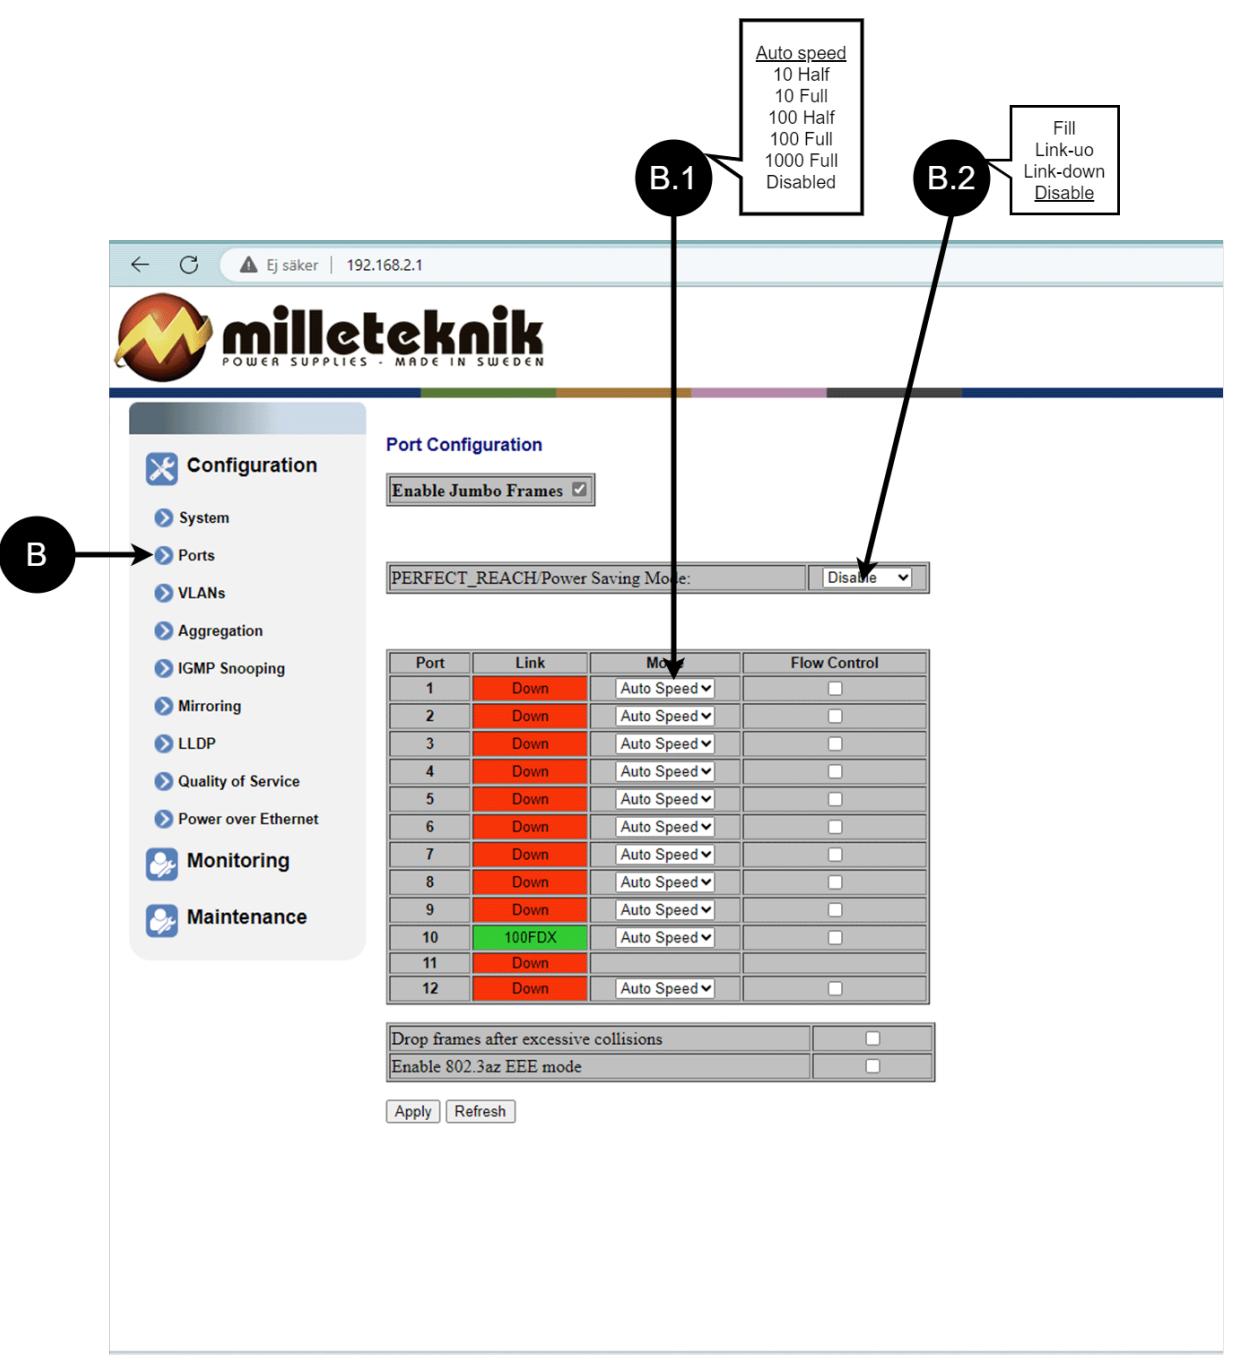 Auto speed
10 Half
10 Full
100 Half
100 Full
1000 Full
Disabled
B.1
Fill
Link-uo
Link-down
Disable
B.2
Ej säker | 192.168.2.1
milleteknik
POWER SUPPLIES - MADE IN SWEDEN
Configuration
System
B
Ports
VLANs
Aggregation
IGMP Snooping
Mirroring
LLDP
Quality of Service
Power over Ethernet
Monitoring
Maintenance
Port Configuration
Enable Jumbo Frames
PERFECT_REACH/Power Saving Mode: Disable
Port Link Mode Flow Control
1 Down Auto Speed
2 Down Auto Speed
3 Down Auto Speed
4 Down Auto Speed
5 Down Auto Speed
6 Down Auto Speed
7 Down Auto Speed
8 Down Auto Speed
9 Down Auto Speed
10 100FDX Auto Speed
11 Down
12 Down Auto Speed
Drop frames after excessive collisions
Enable 802.3az EEE mode
Apply Refresh